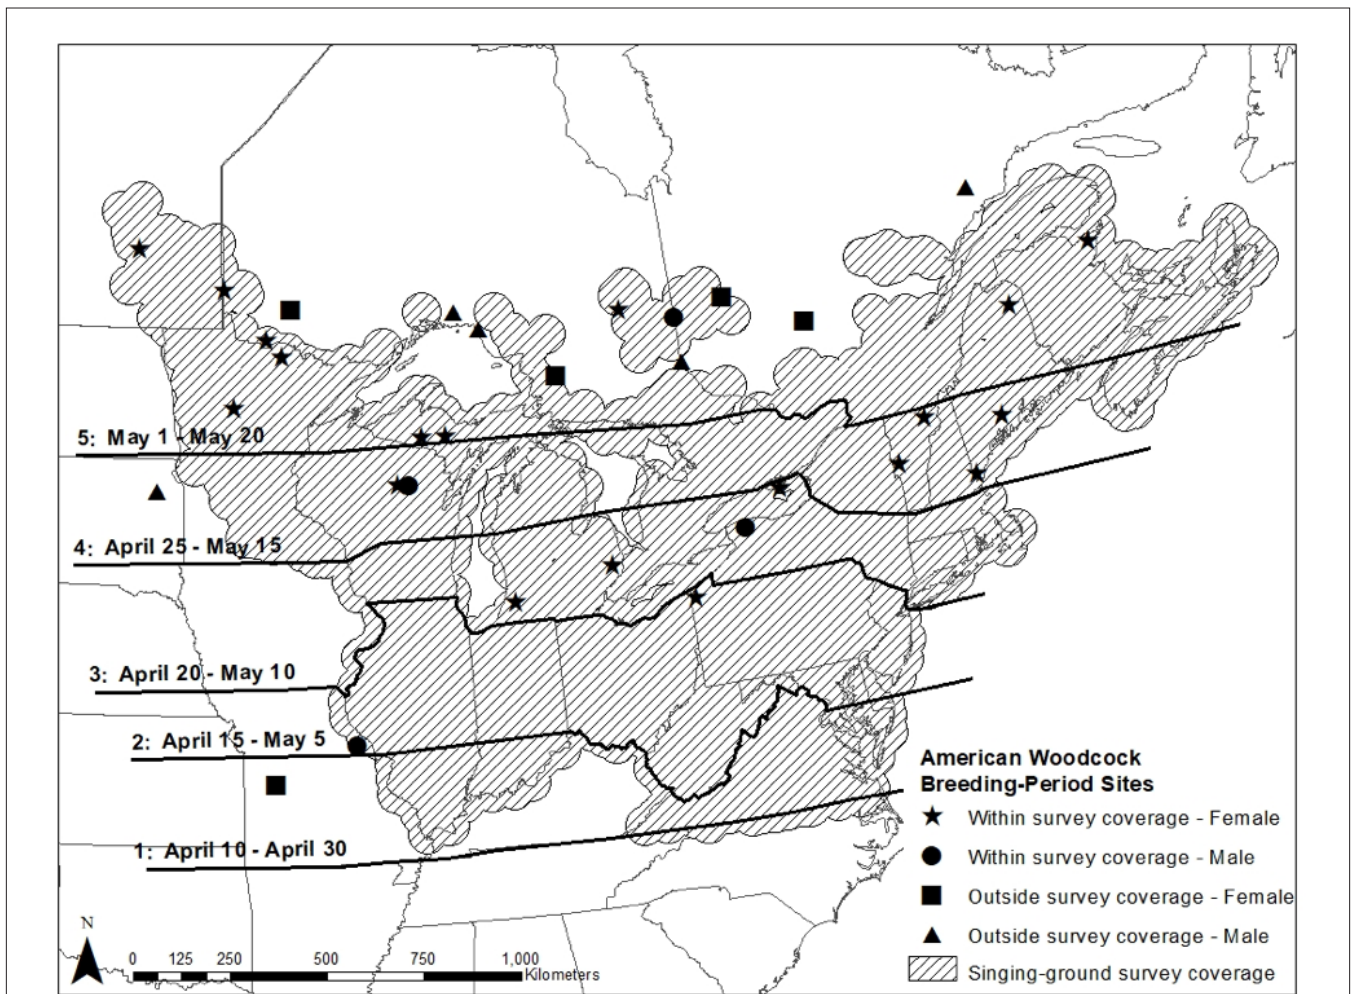 5: May 1 - May 20
4: April 25 - May 15
3: April 20 - May 10
2: April 15 - May 5
1: April 10 - April 30
American Woodcock
Breeding-Period Sites
Within survey coverage - Female
Within survey coverage - Male
Outside survey coverage - Female
Outside survey coverage - Male
Singing-ground survey coverage
N
0 125 250 500 750 1,000
Kilometers